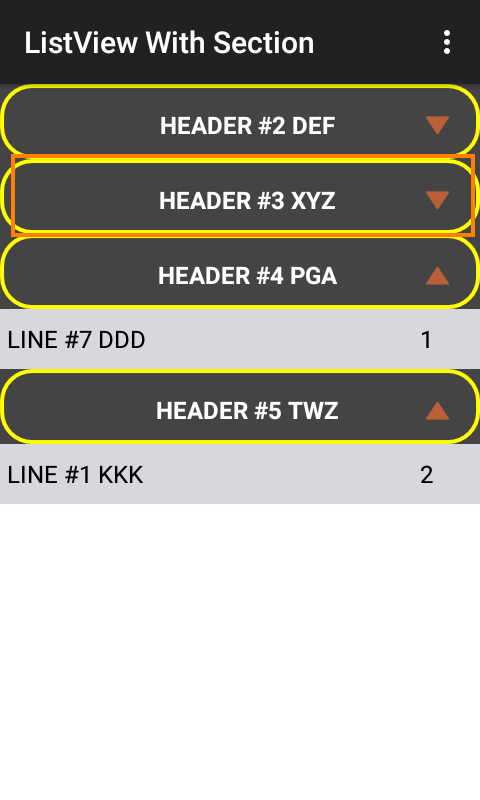 ListView With Section
HEADER #2 DEF
HEADER #3 XYZ
HEADER #4 PGA
LINE #7 DDD 1
HEADER #5 TWZ
LINE #1 KKK 2